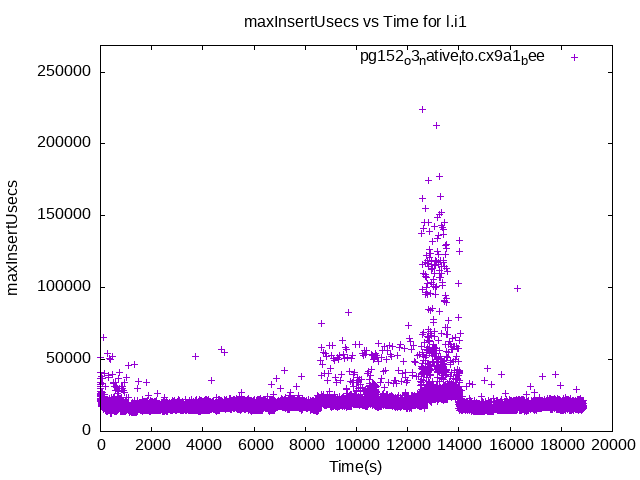 maxInsertUsecs vs Time for l.i1
pg152_o3_native_lto.cx9a1_bee
maxInsertUsecs
250000
200000
150000
100000
50000
0
0 2000 4000 6000 8000 10000 12000 14000 16000 18000 20000
Time(s)